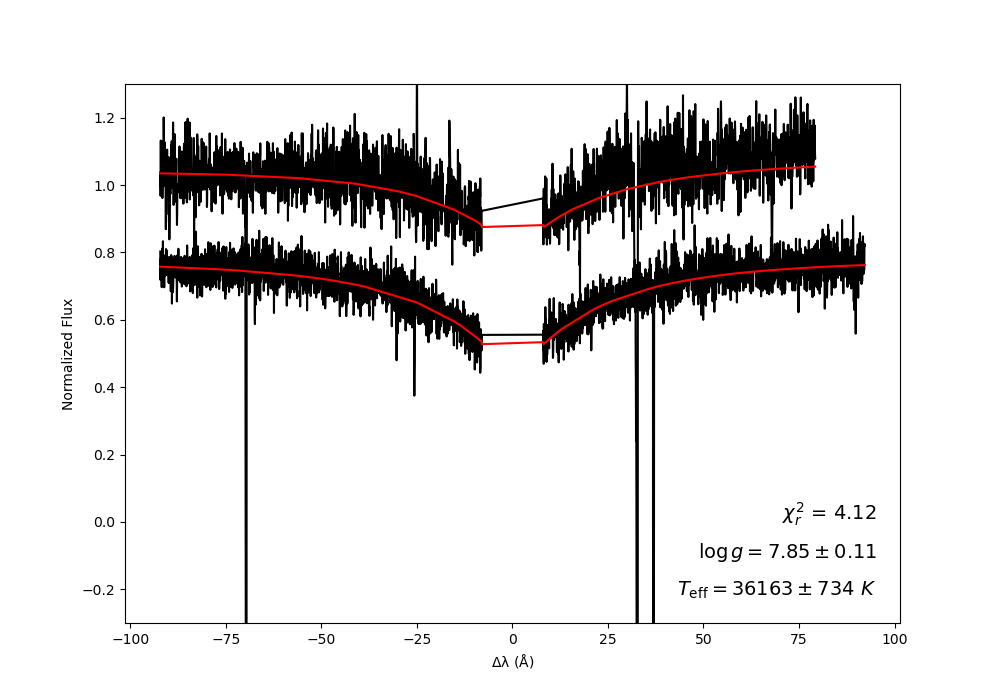 1.2
1.0
0.8
0.6
0.4
0.2
0.0
−0.2
Normalized Flux
χ²ᵣ = 4.12
log g = 7.85 ± 0.11
T_eff = 36163 ± 734 K
−100 −75 −50 −25 0 25 50 75 100
Δλ (Å)